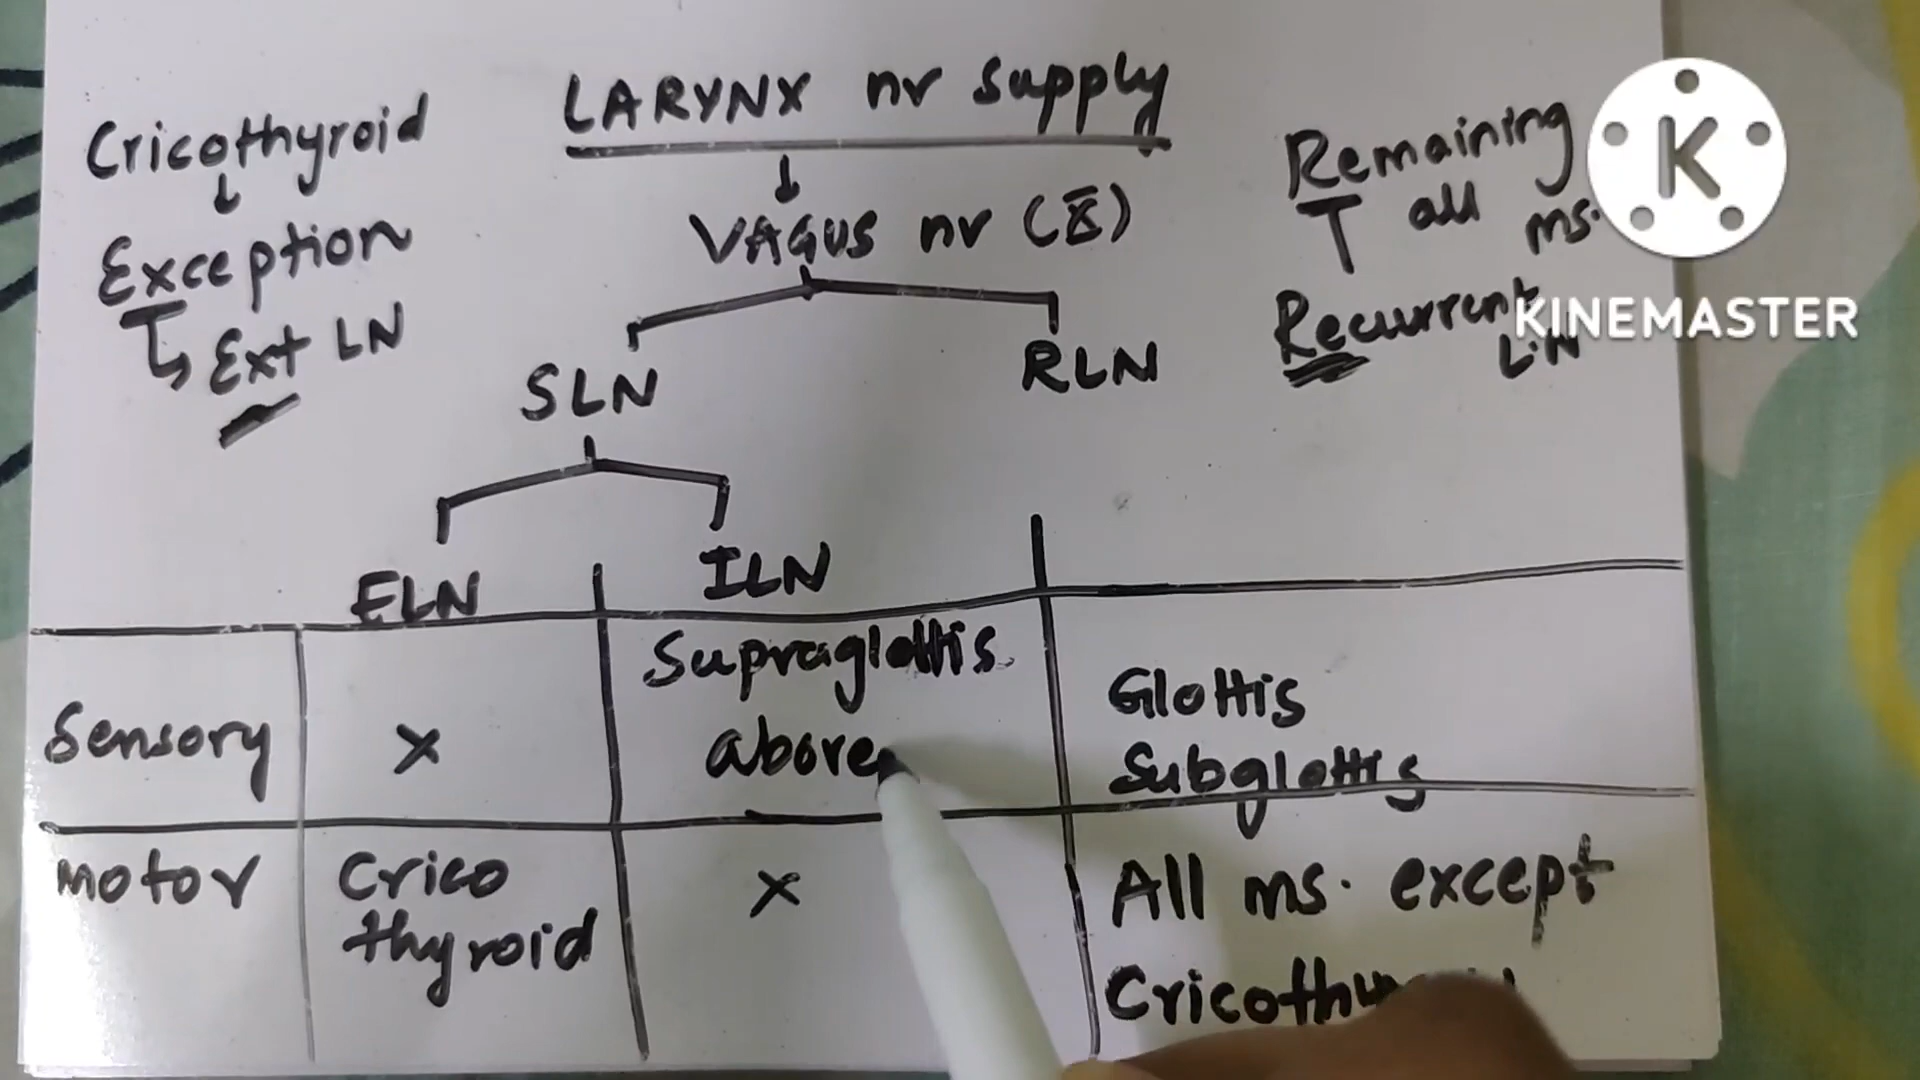 LARYNX nv supply
VAGUS nv (X)
SLN
RLN
ELN
ILN
Cricothyroid
Exception
Ext LN
Remaining
all ms.
Recurrent
L.N
K
KINEMASTER
Sensory
X
Supraglottis
above
Glottis
Subglottis
Motor
Crico
thyroid
X
All ms. except